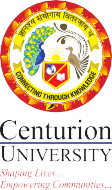 CONNECTING THROUGH KNOWLEDGE
Centurion
UNIVERSITY
Shaping Lives...
Empowering Communities...